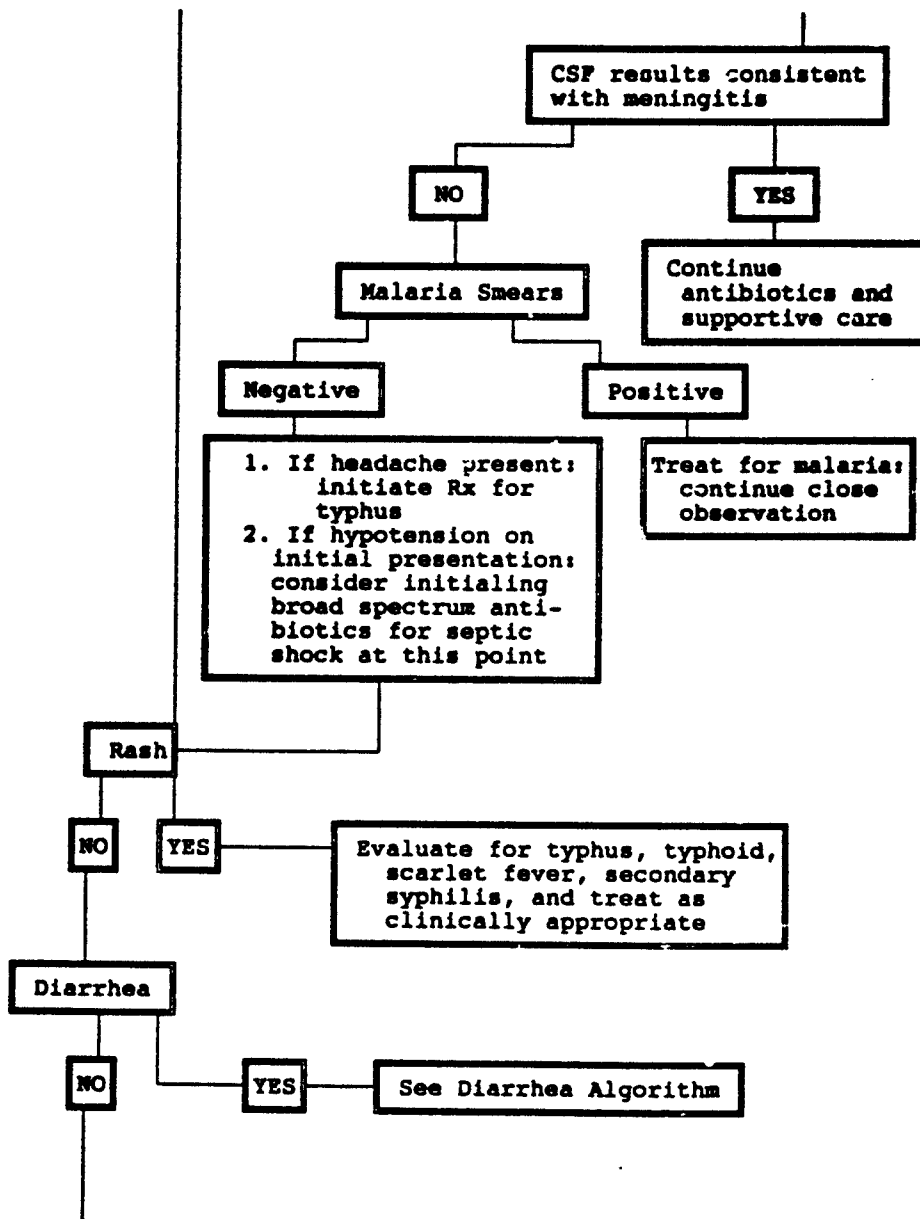 CSF results consistent
with meningitis
NO
YES
Continue
antibiotics and
supportive care
Malaria Smears
Negative
Positive
1. If headache present:
initiate Rx for
typhus
2. If hypotension on
initial presentation:
consider initialing
broad spectrum anti-
biotics for septic
shock at this point
Treat for malaria:
continue close
observation
Rash
NO
YES
Evaluate for typhus, typhoid,
scarlet fever, secondary
syphilis, and treat as
clinically appropriate
Diarrhea
NO
YES
See Diarrhea Algorithm